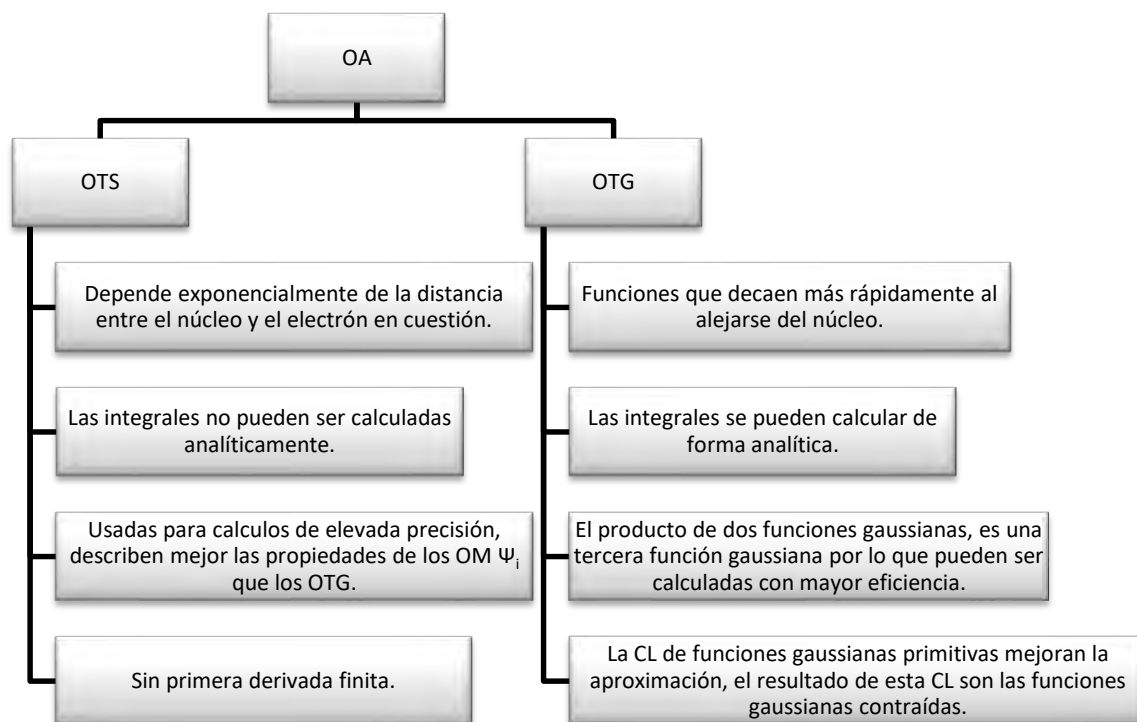 OA
OTS
OTG
Depende exponencialmente de la distancia
entre el núcleo y el electrón en cuestión.
Las integrales no pueden ser calculadas
analíticamente.
Usadas para calculos de elevada precisión,
describen mejor las propiedades de los OM Ψi
que los OTG.
Sin primera derivada finita.
Funciones que decaen más rápidamente al
alejarse del núcleo.
Las integrales se pueden calcular de
forma analítica.
El producto de dos funciones gaussianas, es una
tercera función gaussiana por lo que pueden ser
calculadas con mayor eficiencia.
La CL de funciones gaussianas primitivas mejoran la
aproximación, el resultado de esta CL son las funciones
gaussianas contraídas.